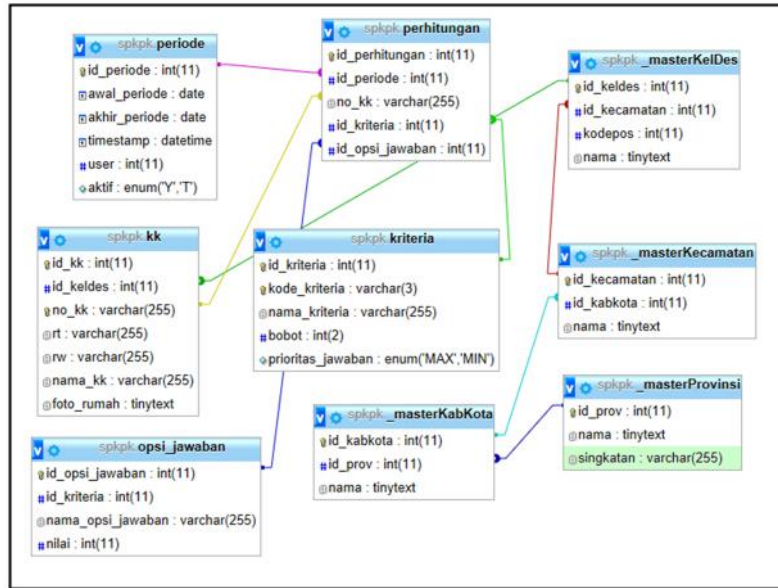 spkpk.periode
id_periode : int(11)
awal_periode : date
akhir_periode : date
timestamp : datetime
user : int(11)
aktif : enum('Y','T')
spkpk.perhitungan
id_perhitungan : int(11)
id_periode : int(11)
no_kk : varchar(255)
id_kriteria : int(11)
id_opsi_jawaban : int(11)
spkpk._masterKelDes
id_keldes : int(11)
id_kecamatan : int(11)
kodepos : int(11)
nama : tinytext
spkpk.kk
id_kk : int(11)
id_keldes : int(11)
no_kk : varchar(255)
rt : varchar(255)
rw : varchar(255)
nama_kk : varchar(255)
foto_rumah : tinytext
spkpk.kriteria
id_kriteria : int(11)
kode_kriteria : varchar(3)
nama_kriteria : varchar(255)
bobot : int(2)
prioritas_jawaban : enum('MAX','MIN')
spkpk._masterKecamatan
id_kecamatan : int(11)
id_kabkota : int(11)
nama : tinytext
spkpk.opsi_jawaban
id_opsi_jawaban : int(11)
id_kriteria : int(11)
nama_opsi_jawaban : varchar(255)
nilai : int(11)
spkpk._masterKabKota
id_kabkota : int(11)
id_prov : int(11)
nama : tinytext
spkpk._masterProvinsi
id_prov : int(11)
nama : tinytext
singkatan : varchar(255)